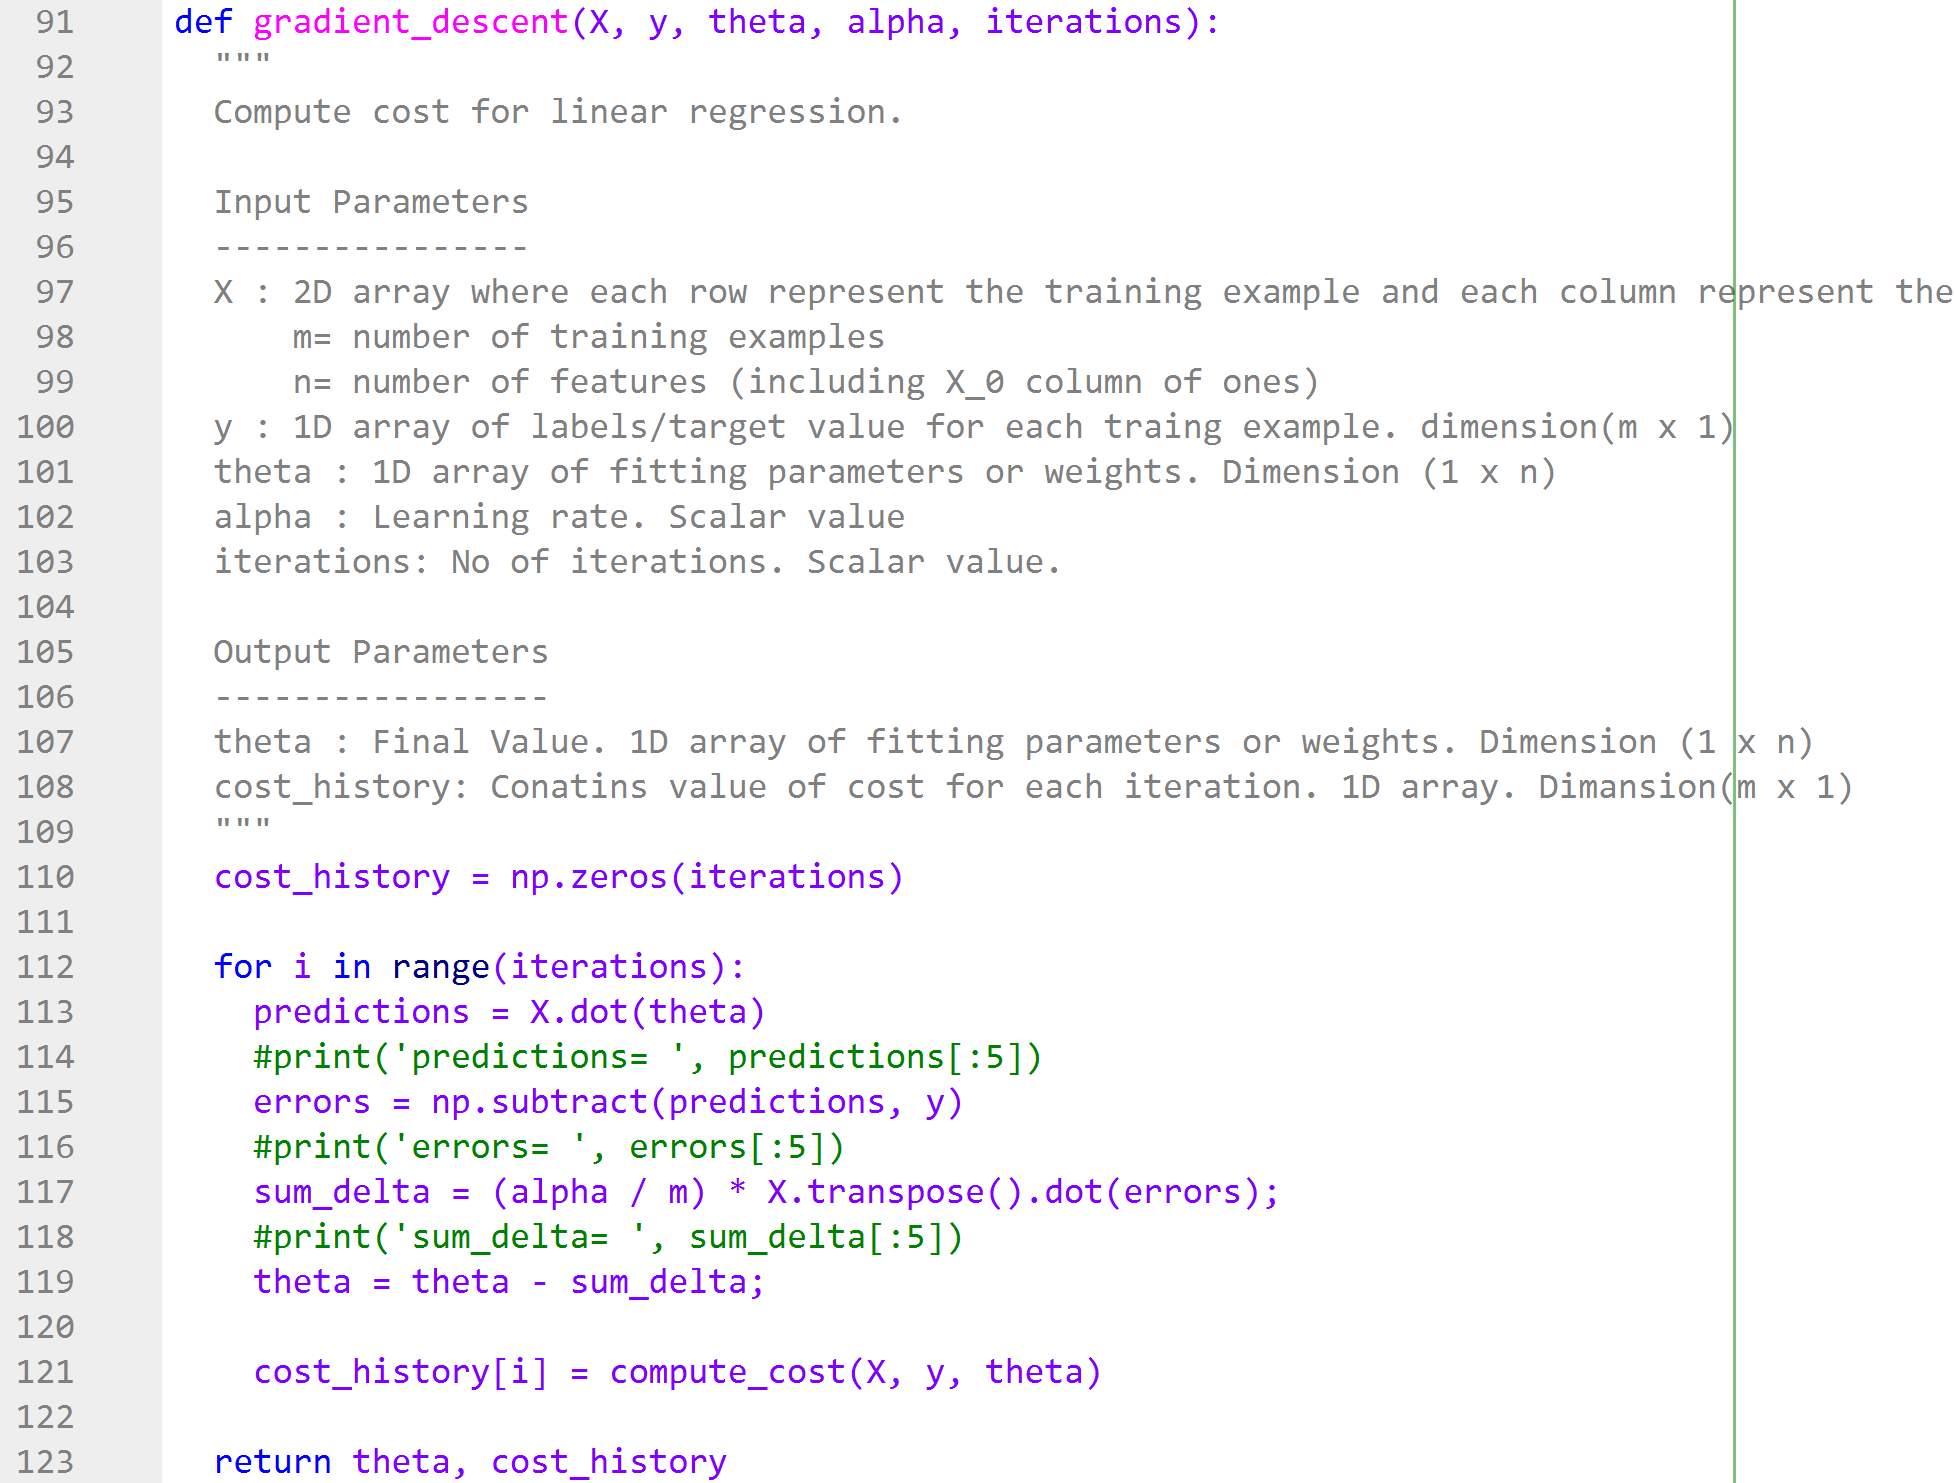 91 def gradient_descent(X, y, theta, alpha, iterations):
92 """
93 Compute cost for linear regression.
94
95 Input Parameters
96 ----------------
97 X : 2D array where each row represent the training example and each column represent the
98 m= number of training examples
99 n= number of features (including X_0 column of ones)
100 y : 1D array of labels/target value for each traing example. dimension(m x 1)
101 theta : 1D array of fitting parameters or weights. Dimension (1 x n)
102 alpha : Learning rate. Scalar value
103 iterations: No of iterations. Scalar value.
104
105 Output Parameters
106 -----------------
107 theta : Final Value. 1D array of fitting parameters or weights. Dimension (1 x n)
108 cost_history: Conatins value of cost for each iteration. 1D array. Dimansion(m x 1)
109 """
110 cost_history = np.zeros(iterations)
111
112 for i in range(iterations):
113 predictions = X.dot(theta)
114 #print('predictions= ', predictions[:5])
115 errors = np.subtract(predictions, y)
116 #print('errors= ', errors[:5])
117 sum_delta = (alpha / m) * X.transpose().dot(errors);
118 #print('sum_delta= ', sum_delta[:5])
119 theta = theta - sum_delta;
120
121 cost_history[i] = compute_cost(X, y, theta)
122
123 return theta, cost_history